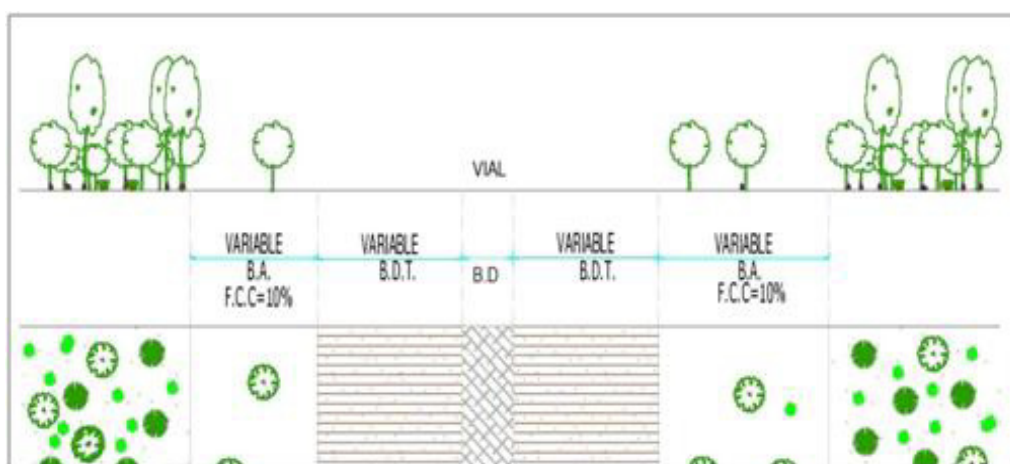 VIAL
VARIABLE
B.A.
F.C.C=10%
VARIABLE
B.D.T.
B.D
VARIABLE
B.D.T.
VARIABLE
B.A.
F.C.C=10%